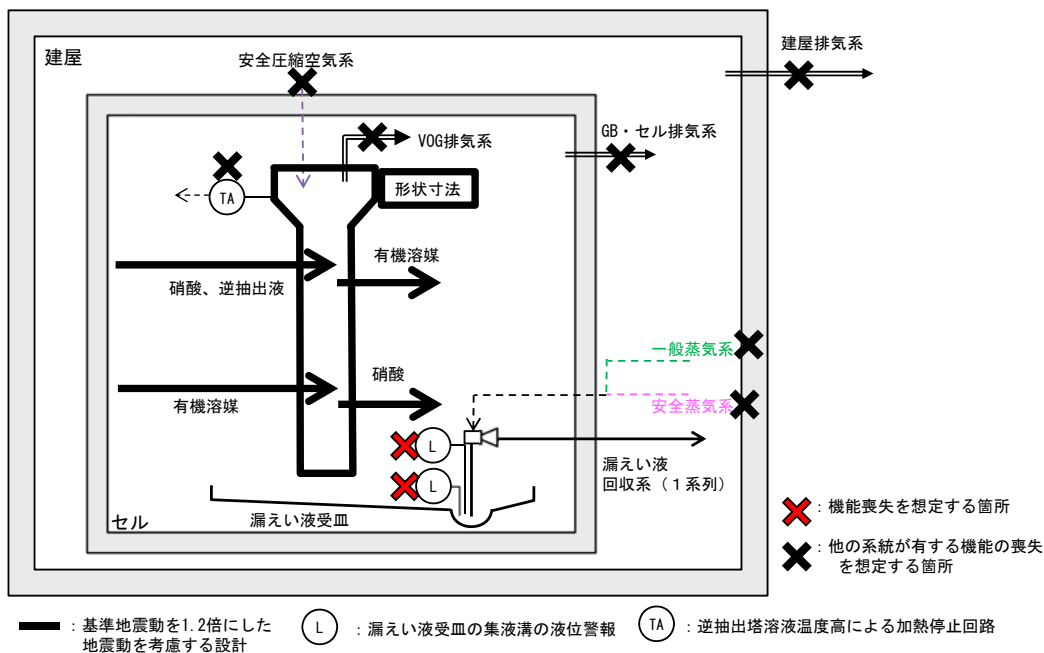 建屋
安全圧縮空気系
建屋排気系
VOG排気系
GB・セル排気系
TA
形状寸法
有機溶媒
硝酸、逆抽出液
一般蒸気系
硝酸
有機溶媒
安全蒸気系
L
漏えい液
回収系（１系列）
L
漏えい液受皿
セル
：機能喪失を想定する箇所
：他の系統が有する機能の喪失
を想定する箇所
：基準地震動を1.2倍にした
地震動を考慮する設計
L
：漏えい液受皿の集液溝の液位警報
TA
：逆抽出塔溶液温度高による加熱停止回路